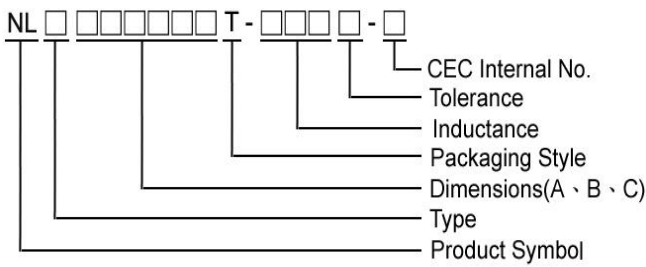 NL □ □□□□□□ T - □□□ □ - □
CEC Internal No.
Tolerance
Inductance
Packaging Style
Dimensions(A、B、C)
Type
Product Symbol